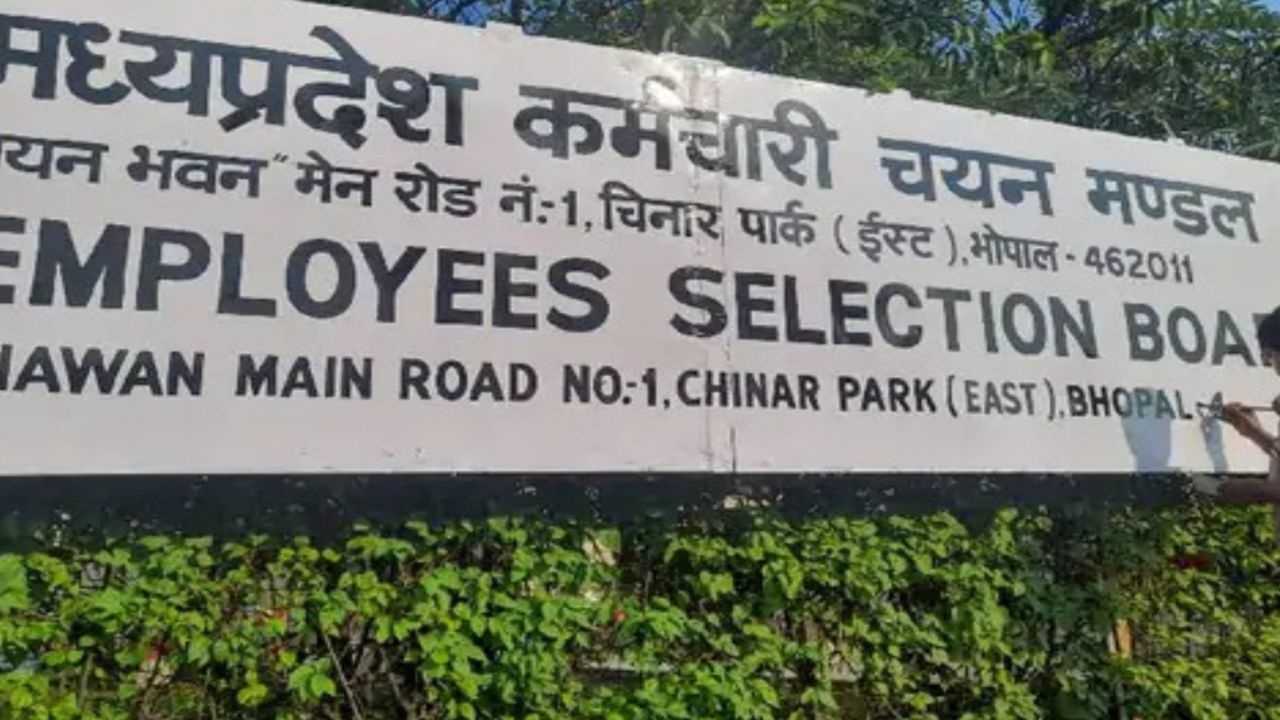 मध्यप्रदेश कर्मचारी चयन मण्डल
चयन भवन" मेन रोड नं:-1, चिनार पार्क ( ईस्ट ), भोपाल - 462011
EMPLOYEES SELECTION BOA
HAWAN MAIN ROAD NO:-1, CHINAR PARK (EAST), BHOPAL-4